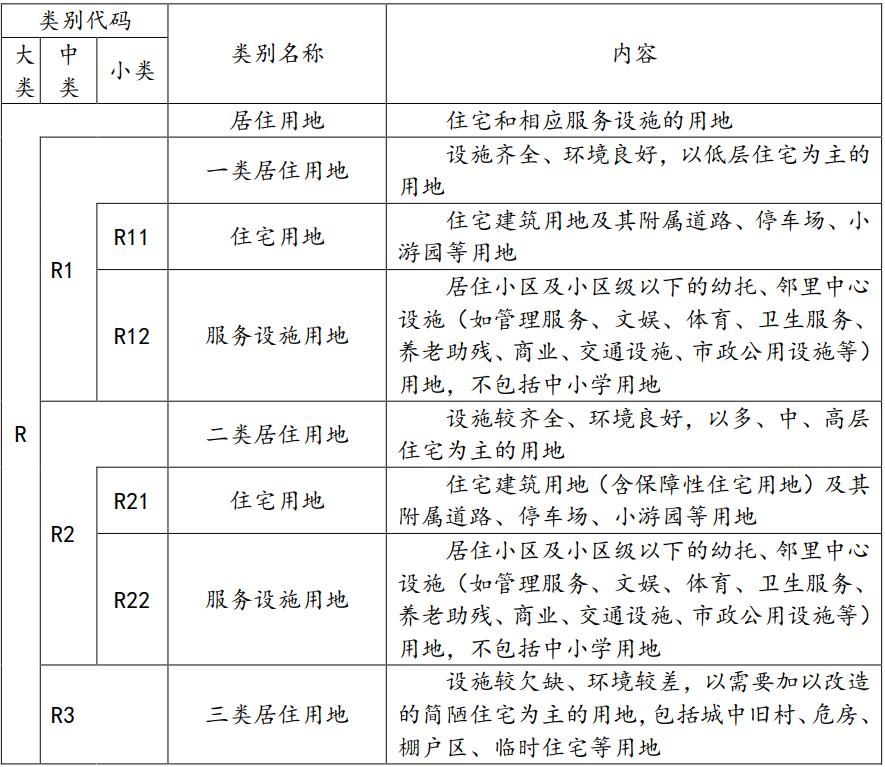 类别代码
类别名称
内容
大类
中类
小类
R
居住用地
住宅和相应服务设施的用地
R1
一类居住用地
设施齐全、环境良好，以低层住宅为主的
用地
R11
住宅用地
住宅建筑用地及其附属道路、停车场、小
游园等用地
R12
服务设施用地
居住小区及小区级以下的幼托、邻里中心
设施（如管理服务、文娱、体育、卫生服务、
养老助残、商业、交通设施、市政公用设施等）
用地，不包括中小学用地
R2
二类居住用地
设施较齐全、环境良好，以多、中、高层
住宅为主的用地
R21
住宅用地
住宅建筑用地（含保障性住宅用地）及其
附属道路、停车场、小游园等用地
R22
服务设施用地
居住小区及小区级以下的幼托、邻里中心
设施（如管理服务、文娱、体育、卫生服务、
养老助残、商业、交通设施、市政公用设施等）
用地，不包括中小学用地
R3
三类居住用地
设施较欠缺、环境较差，以需要加以改造
的简陋住宅为主的用地，包括城中旧村、危房、
棚户区、临时住宅等用地